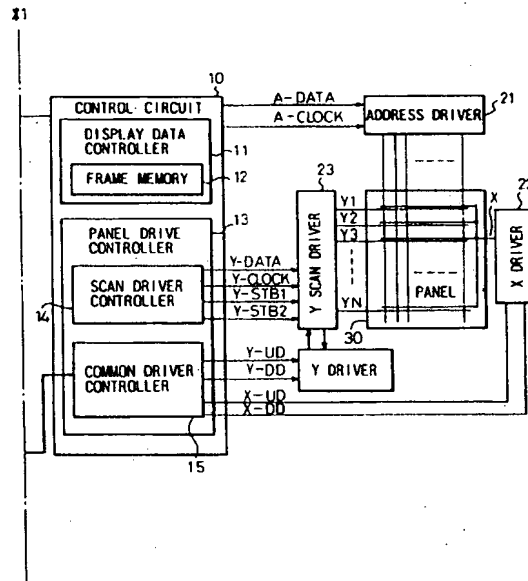 X1
10
CONTROL CIRCUIT
A-DATA
A-CLOCK
ADDRESS DRIVER
21
DISPLAY DATA
CONTROLLER
11
FRAME MEMORY
12
13
PANEL DRIVE
CONTROLLER
SCAN DRIVER
CONTROLLER
14
Y-DATA
Y-CLOCK
Y-STB1
Y-STB2
23
Y SCAN DRIVER
Y1
Y2
Y3
YN
X
22
X DRIVER
PANEL
30
COMMON DRIVER
CONTROLLER
15
Y-UD
Y-DD
Y DRIVER
X-UD
X-DD